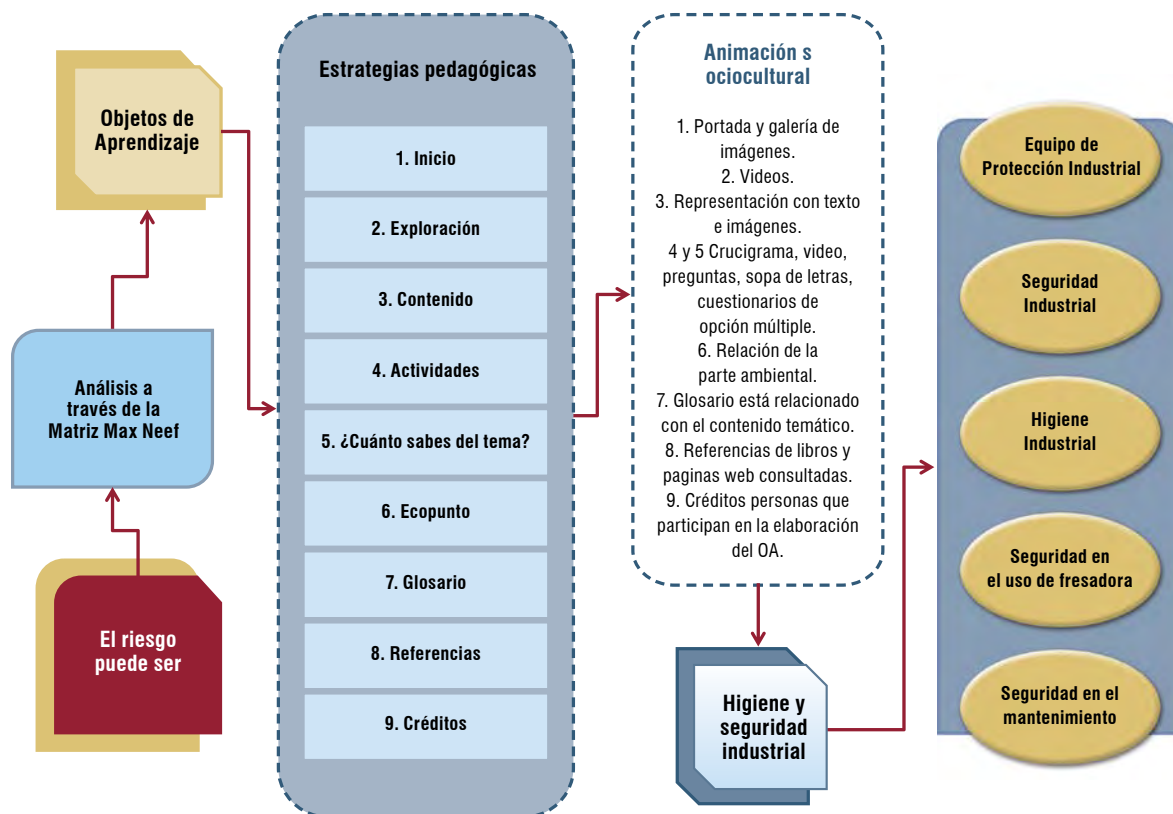 Objetos de
Aprendizaje
Análisis a
través de la
Matriz Max Neef
El riesgo
puede ser
Estrategias pedagógicas
1. Inicio
2. Exploración
3. Contenido
4. Actividades
5. ¿Cuánto sabes del tema?
6. Ecopunto
7. Glosario
8. Referencias
9. Créditos
Animación s
ociocultural
1. Portada y galería de
imágenes.
2. Videos.
3. Representación con texto
e imágenes.
4 y 5 Crucigrama, video,
preguntas, sopa de letras,
cuestionarios de
opción múltiple.
6. Relación de la
parte ambiental.
7. Glosario está relacionado
con el contenido temático.
8. Referencias de libros y
paginas web consultadas.
9. Créditos personas que
participan en la elaboración
del OA.
Higiene y
seguridad
industrial
Equipo de
Protección Industrial
Seguridad
Industrial
Higiene
Industrial
Seguridad en
el uso de fresadora
Seguridad en el
mantenimiento